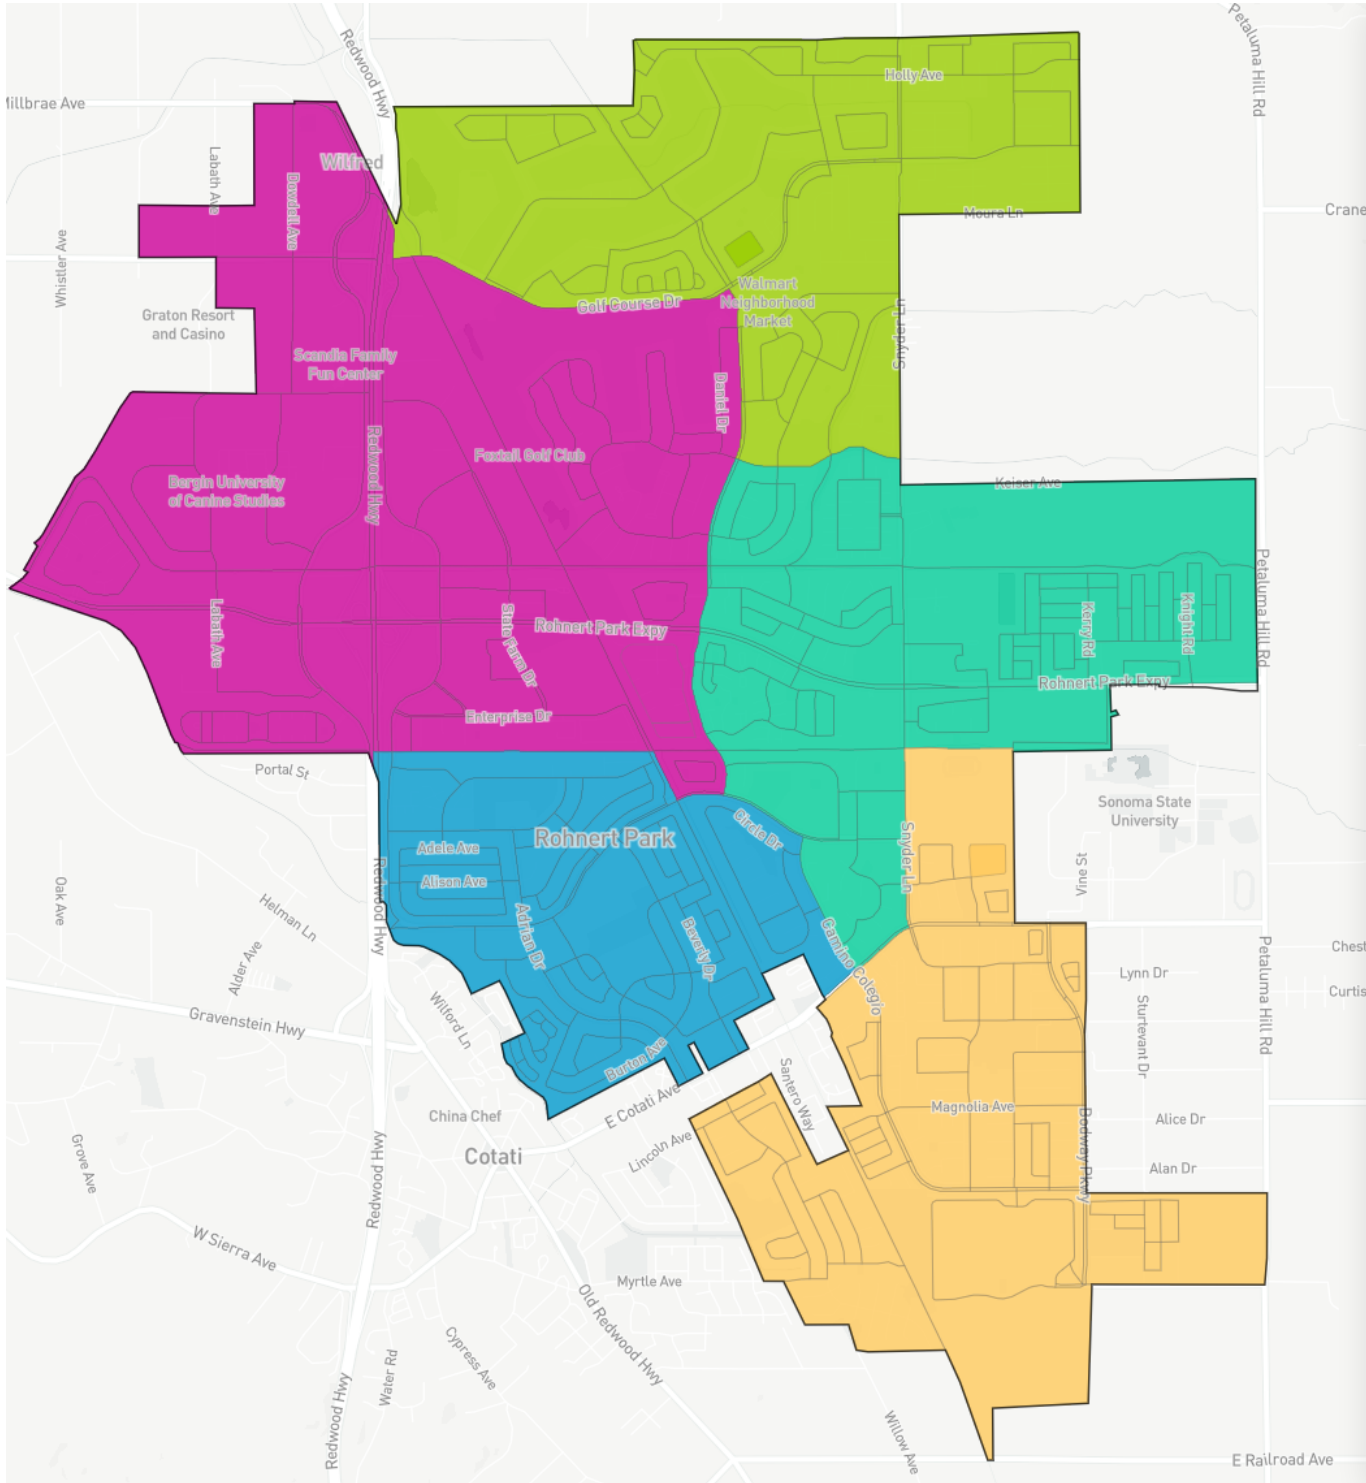 Petaluma Hill Rd
Redwood Hwy
Holly Ave
Millbrae Ave
Wilfred
Labath Ave
Dowdell Ave
Crane
Moura Ln
Whistler Ave
Walmart
Neighborhood
Market
Golf Course Dr
Graton Resort
and Casino
Snyder Ln
Scandia Family
Fun Center
Daniel Dr
Redwood Hwy
Foxtail Golf Club
Bergin University
of Canine Studies
Keiser Ave
Petaluma Hill Rd
Labath Ave
State Farm Dr
Rohnert Park Expy
Kerry Rd
Knight Rd
Rohnert Park Expy
Enterprise Dr
Portal St
Sonoma State
University
Circle Dr
Rohnert Park
Adele Ave
Snyder Ln
Vine St
Alison Ave
Redwood Hwy
Oak Ave
Helman Ln
Adrian Dr
Beverly Dr
Camino Colegio
Chest
Alder Ave
Lynn Dr
Petaluma Hill Rd
Curtis
Gravenstein Hwy
Wilford Ln
Sturtevant Dr
Burton Ave
Santero Way
E Cotati Ave
Magnolia Ave
China Chef
Alice Dr
Lincoln Ave
Cotati
Bodway Pkwy
Grove Ave
Alan Dr
Redwood Hwy
W Sierra Ave
Myrtle Ave
Old Redwood Hwy
Cypress Ave
Water Rd
Redwood Hwy
Willow Ave
E Railroad Ave